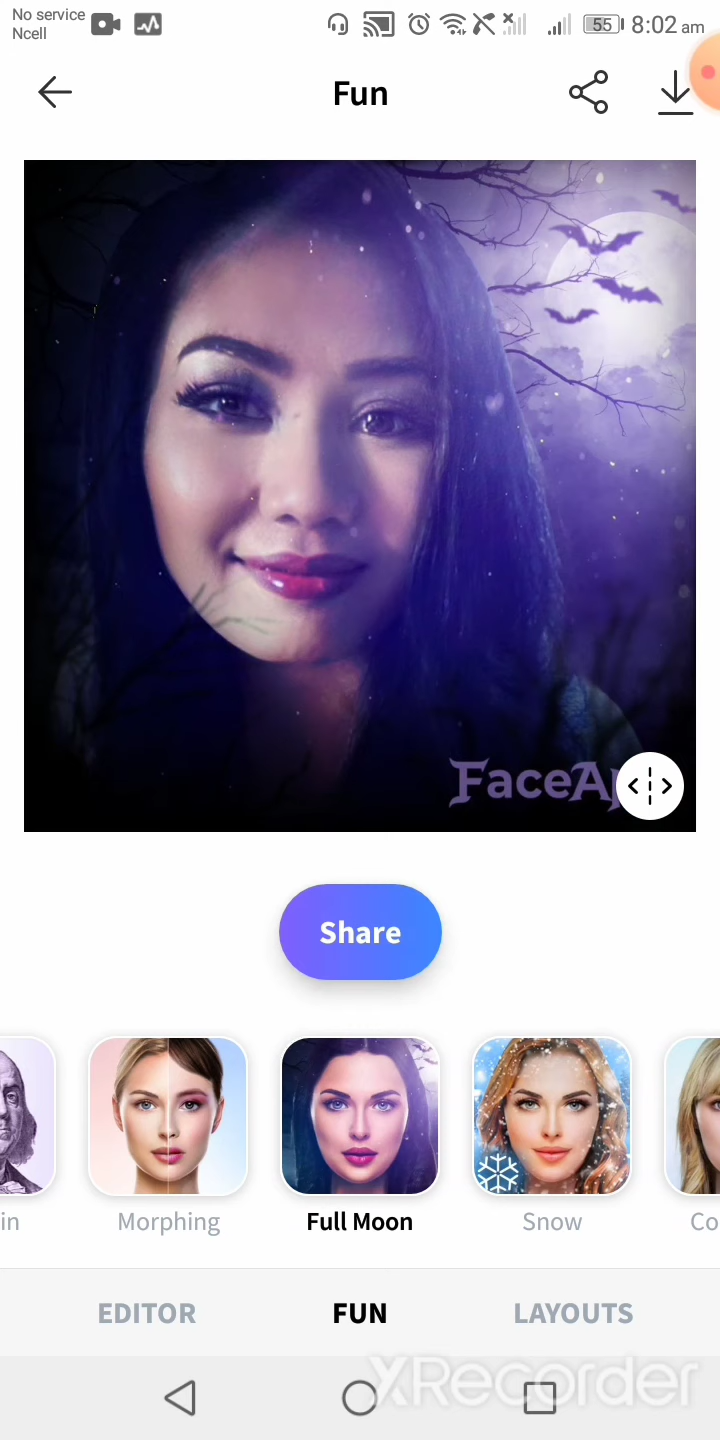 No service
Ncell
55 8:02 am
Fun
FaceAp
Share
in Morphing Full Moon Snow Co
EDITOR FUN LAYOUTS
XRecorder